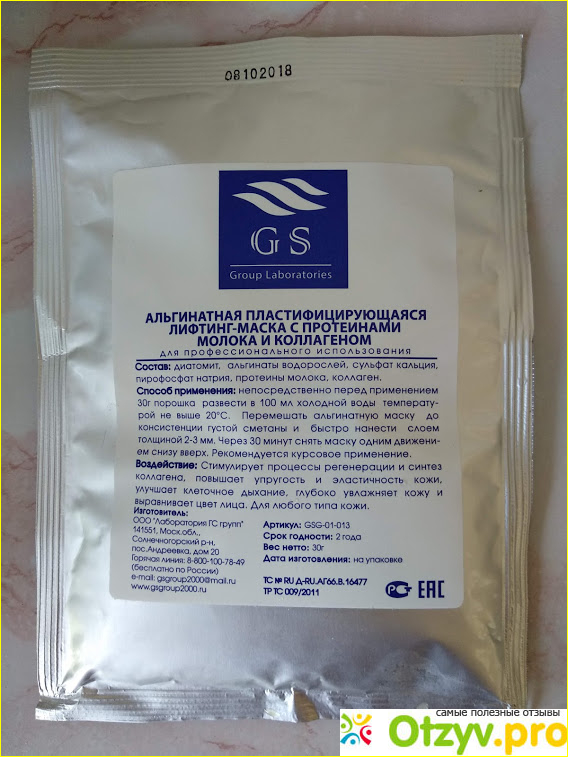 08102018
GS
Group Laboratories
АЛЬГИНАТНАЯ ПЛАСТИФИЦИРУЮЩАЯСЯ
ЛИФТИНГ-МАСКА С ПРОТЕИНАМИ
МОЛОКА И КОЛЛАГЕНОМ
для профессионального использования
Состав: диатомит, альгинаты водорослей, сульфат кальция,
пирофосфат натрия, протеины молока, коллаген.
Способ применения: непосредственно перед применением
30г порошка развести в 100 мл холодной воды температу-
рой не выше 20°С. Перемешать альгинатную маску до
консистенции густой сметаны и быстро нанести слоем
толщиной 2-3 мм. Через 30 минут снять маску одним движени-
ем снизу вверх. Рекомендуется курсовое применение.
Воздействие: Стимулирует процессы регенерации и синтез
коллагена, повышает упругость и эластичность кожи,
улучшает клеточное дыхание, глубоко увлажняет кожу и
выравнивает цвет лица. Для любого типа кожи.
Изготовитель:
ООО "Лаборатория ГС групп"
141551, Моск.обл.,
Солнечногорский р-н,
пос.Андреевка, дом 20
Горячая линия: 8-800-100-78-49
(бесплатно по России)
e-mail: gsgroup2000@mail.ru
www.gsgroup2000.ru
Артикул: GSG-01-013
Срок годности: 2 года
Вес нетто: 30г
Дата изготовления: на упаковке
ТС № RU Д-RU.АГ66.В.16477
ТР ТС 009/2011
РСТ ЕАС
самые полезные отзывы
Otzyv.pro